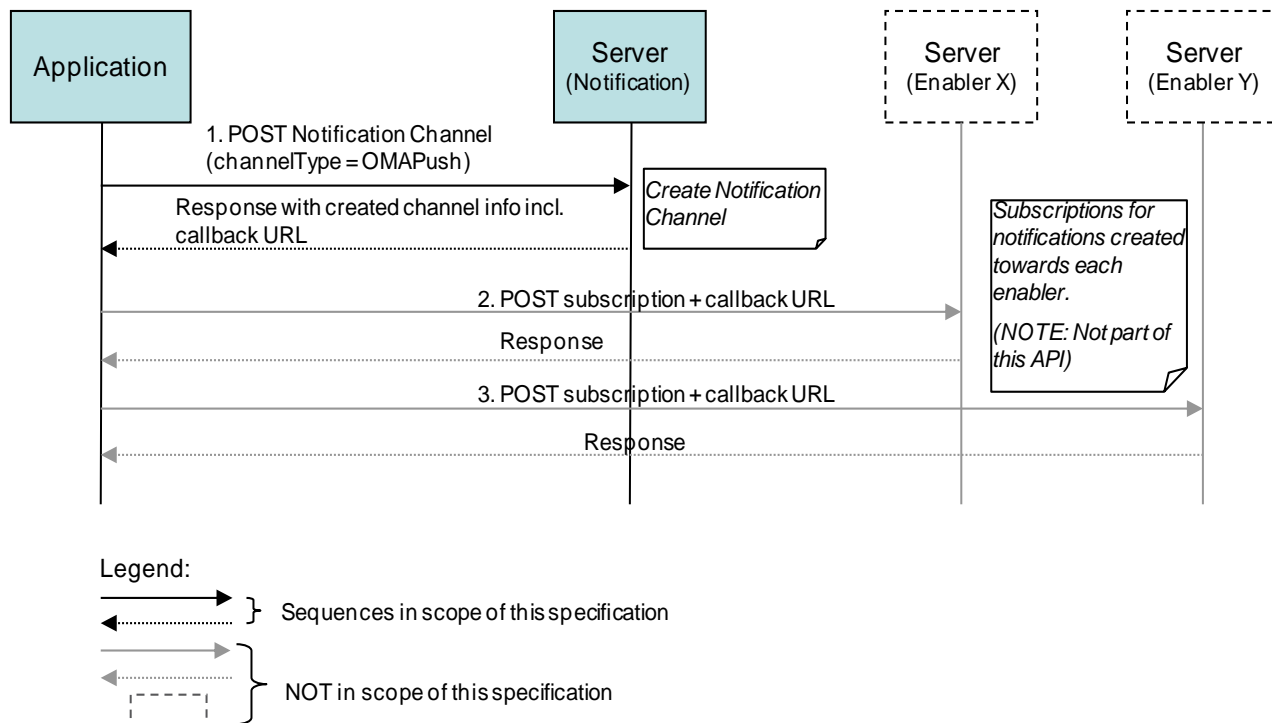 Application
Server
(Notification)
Server
(Enabler X)
Server
(Enabler Y)
1. POST Notification Channel
(channelType = OMAPush)
Create Notification
Channel
Response with created channel info incl.
callback URL
Subscriptions for
notifications created
towards each
enabler.
(NOTE: Not part of
this API)
2. POST subscription + callback URL
Response
3. POST subscription + callback URL
Response
Legend:
Sequences in scope of this specification
NOT in scope of this specification